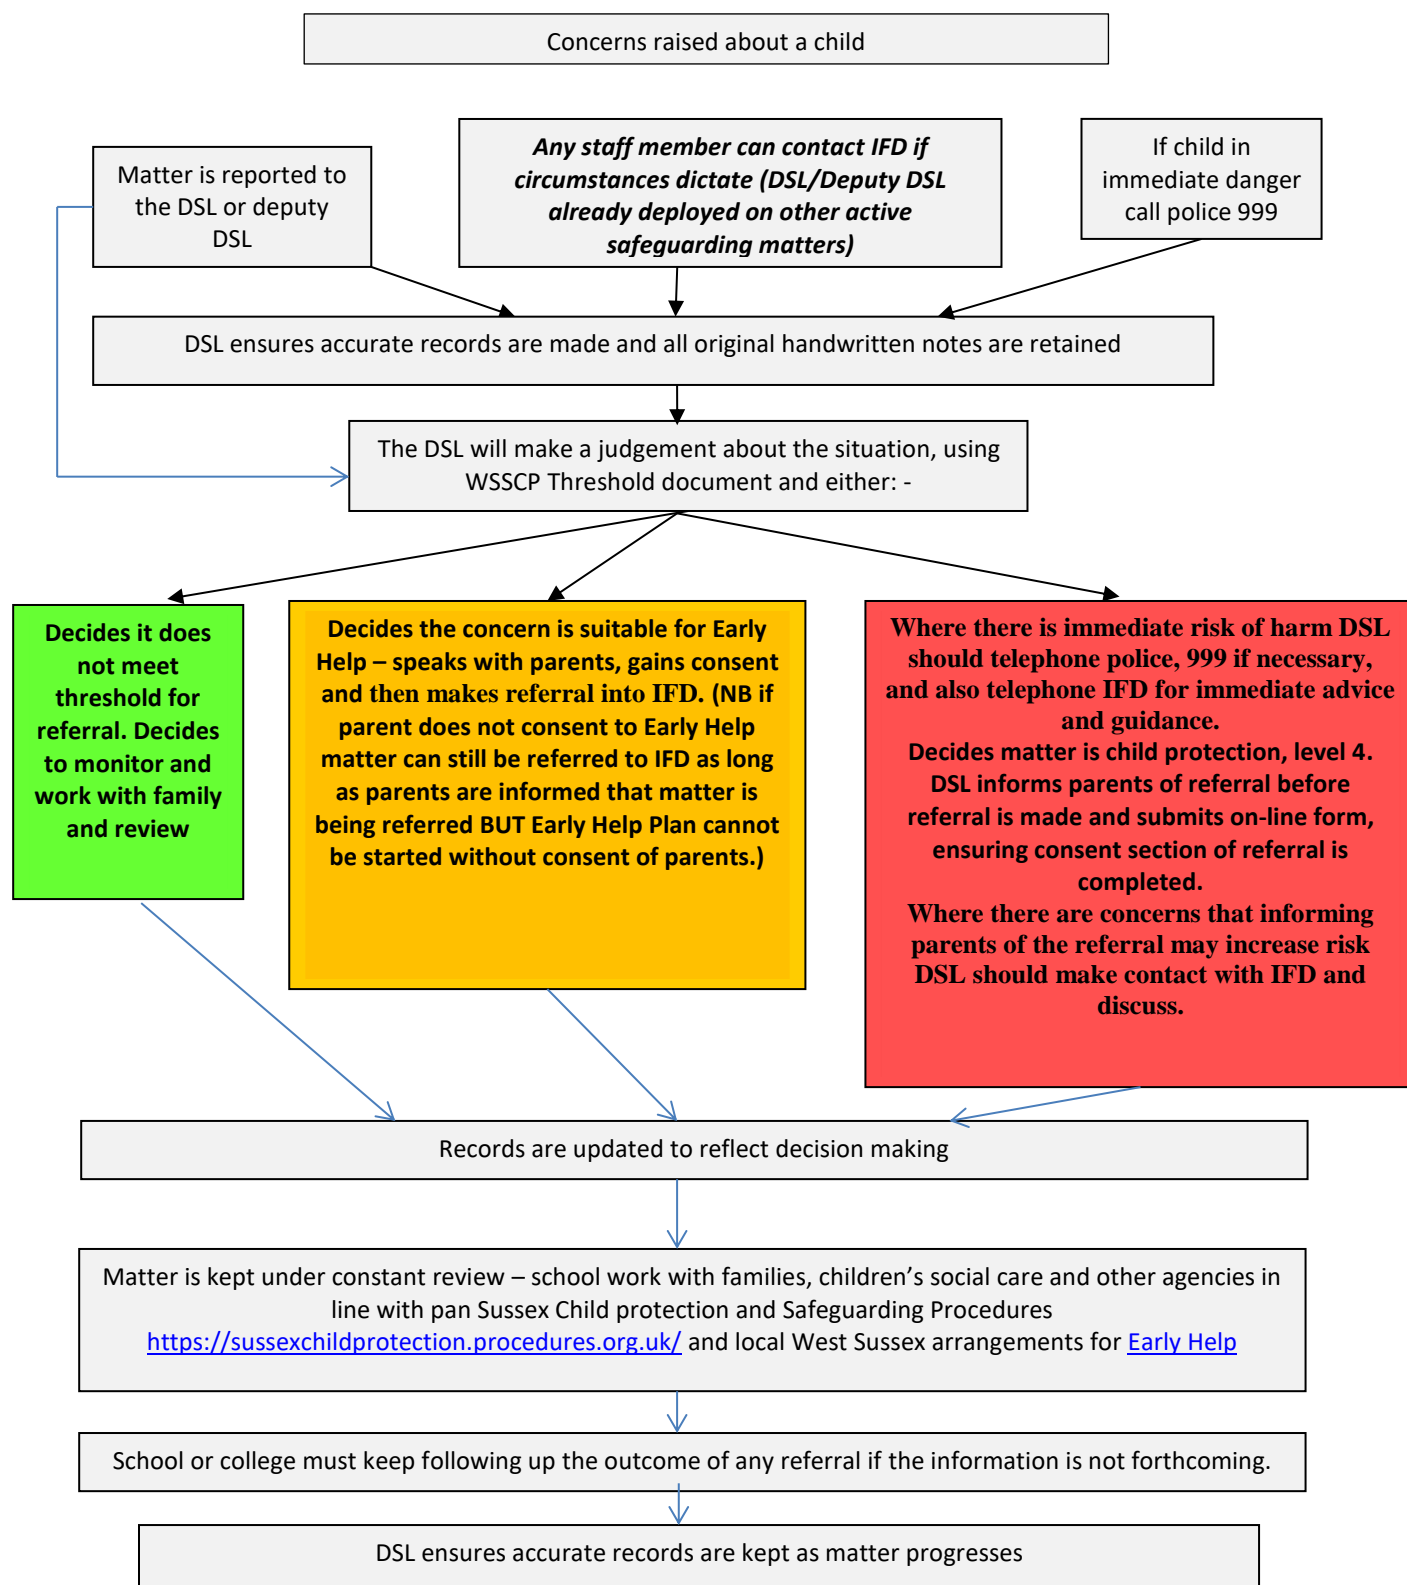 Concerns raised about a child
Matter is reported to
the DSL or deputy
DSL
Any staff member can contact IFD if
circumstances dictate (DSL/Deputy DSL
already deployed on other active
safeguarding matters)
If child in
immediate danger
call police 999
DSL ensures accurate records are made and all original handwritten notes are retained
The DSL will make a judgement about the situation, using
WSSCP Threshold document and either: -
Decides it does
not meet
threshold for
referral. Decides
to monitor and
work with family
and review
Decides the concern is suitable for Early
Help – speaks with parents, gains consent
and then makes referral into IFD. (NB if
parent does not consent to Early Help
matter can still be referred to IFD as long
as parents are informed that matter is
being referred BUT Early Help Plan cannot
be started without consent of parents.)
Where there is immediate risk of harm DSL
should telephone police, 999 if necessary,
and also telephone IFD for immediate advice
and guidance.
Decides matter is child protection, level 4.
DSL informs parents of referral before
referral is made and submits on-line form,
ensuring consent section of referral is
completed.
Where there are concerns that informing
parents of the referral may increase risk
DSL should make contact with IFD and
discuss.
Records are updated to reflect decision making
Matter is kept under constant review – school work with families, children’s social care and other agencies in
line with pan Sussex Child protection and Safeguarding Procedures
https://sussexchildprotection.procedures.org.uk/ and local West Sussex arrangements for Early Help
School or college must keep following up the outcome of any referral if the information is not forthcoming.
DSL ensures accurate records are kept as matter progresses